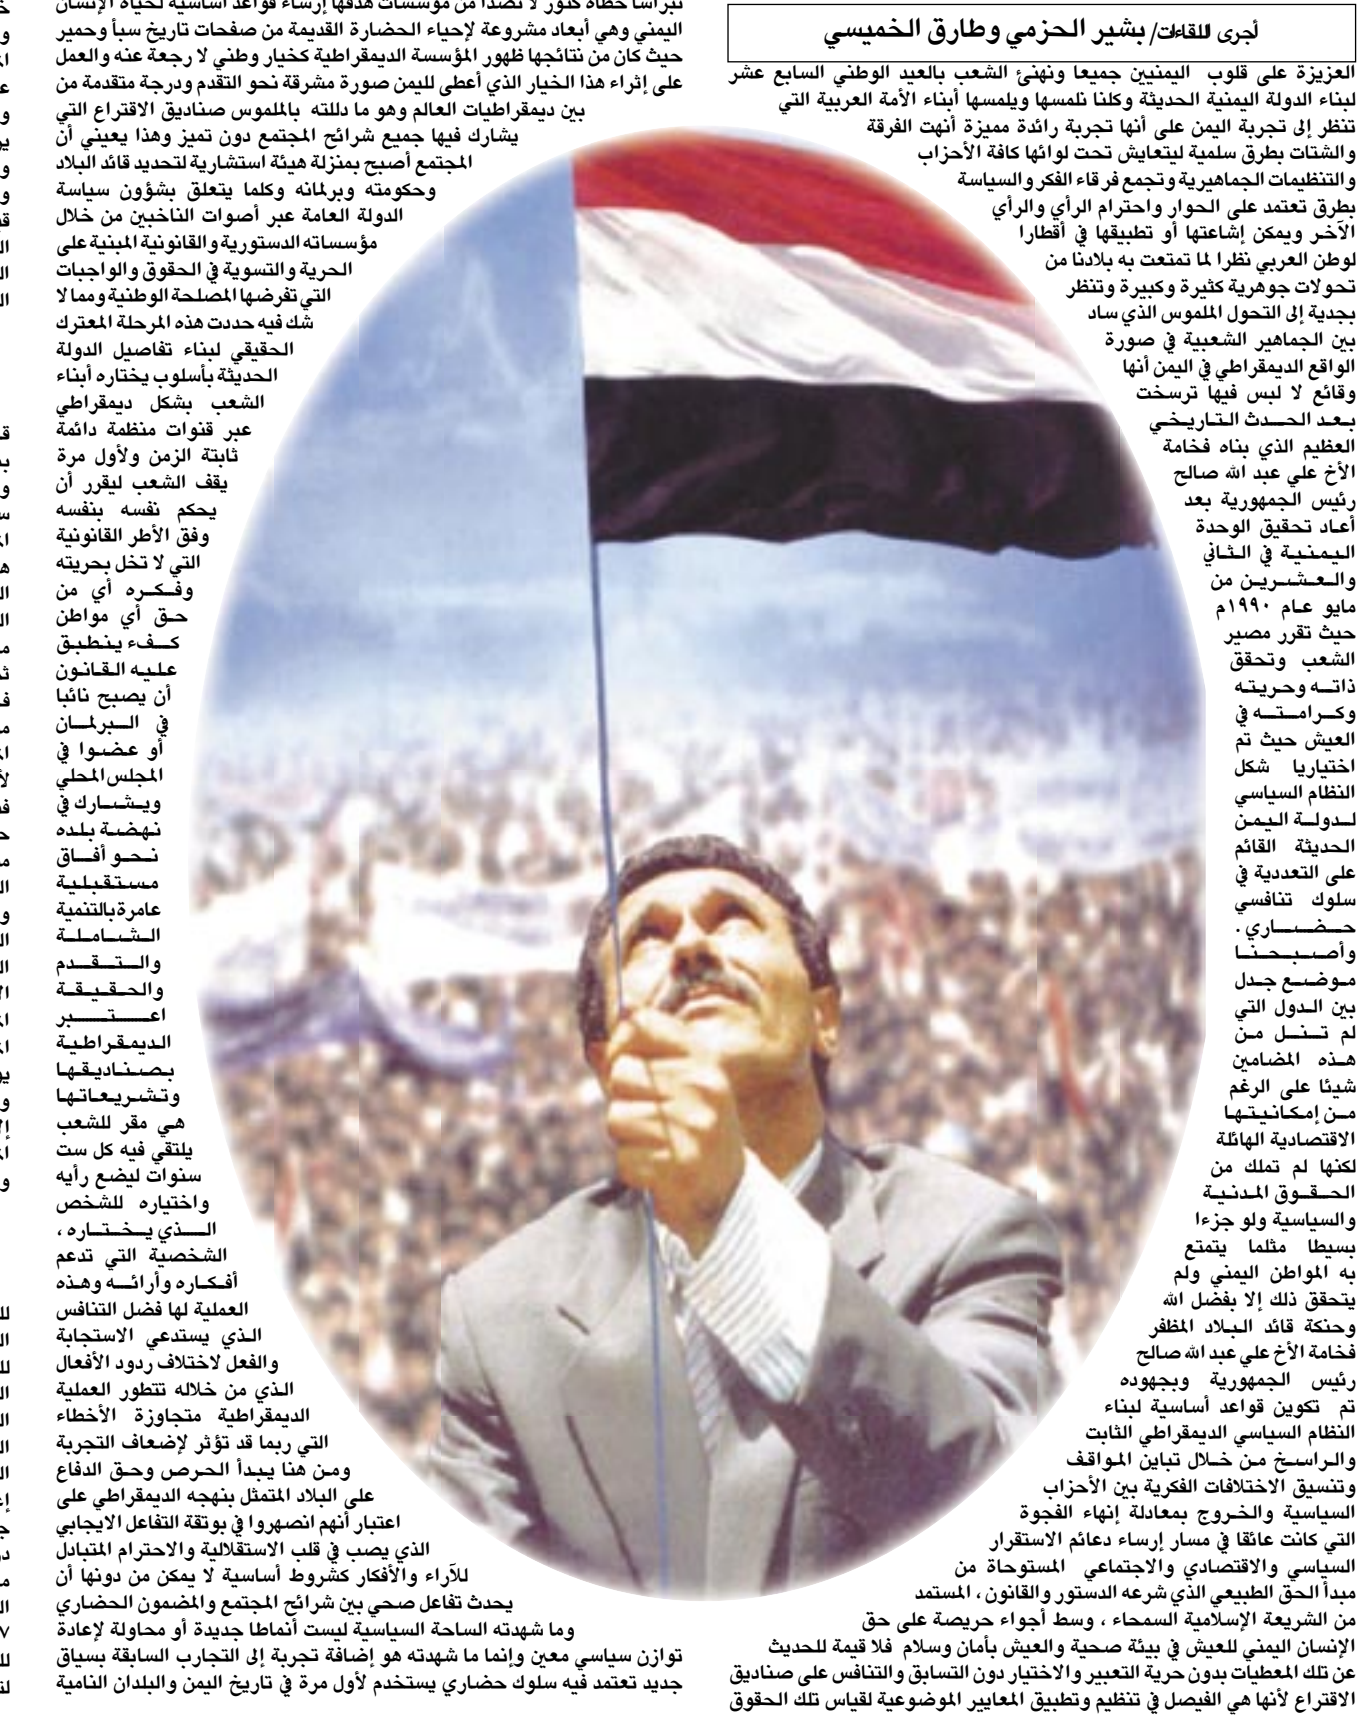 أجرى اللقاءات/ بشير الحزمي وطارق الخميسي
العزيزة على قلوب اليمنيين جميعا ونهنئ الشعب بالعيد الوطني السابع عشر
لبناء الدولة اليمنية الحديثة وكلنا نلمسها ويلمسها أبناء الأمة العربية التي
تنظر إلى تجربة اليمن على أنها تجربة رائدة مميزة أنهت الفرقة
والشتات بطرق سلمية ليتعايش تحت لوائها كافة الأحزاب
والتنظيمات الجماهيرية وتجمع فرقاء الفكر والسياسة
بطرق تعتمد على الحوار واحترام الرأي والرأي
الآخر ويمكن إشاعتها أو تطبيقها في أقطارا
لوطن العربي نظرا لما تمتعت به بلادنا من
تحولات جوهرية كثيرة وكبيرة وتنظر
بجدية إلى التحول الملموس الذي ساد
بين الجماهير الشعبية في صورة
الواقع الديمقراطي في اليمن أنها
وقائع لا لبس فيها ترسخت
بعد الحدث التاريخي
العظيم الذي بناه فخامة
الأخ علي عبد الله صالح
رئيس الجمهورية بعد
أعاد تحقيق الوحدة
اليمنية في الثاني
والعشرين من
مايو عام ١٩٩٠م
حيث تقرر مصير
الشعب وتحقق
ذاته وحريته
وكرامته في
العيش حيث تم
اختياريا شكل
النظام السياسي
لدولة اليمن
الحديثة القائم
على التعددية في
سلوك تنافسي
حضاري .
وأصبحنا
موضع جدل
بين الدول التي
لم تنل من
هذه المضامين
شيئا على الرغم
من إمكانيتها
الاقتصادية الهائلة
لكنها لم تملك من
الحقوق المدنية
والسياسية ولو جزءا
بسيطا مثلما يتمتع
به المواطن اليمني ولم
يتحقق ذلك إلا بفضل الله
وحنكة قائد البلاد المظفر
فخامة الأخ علي عبد الله صالح
رئيس الجمهورية وبجهوده
تم تكوين قواعد أساسية لبناء
النظام السياسي الديمقراطي الثابت
والراسخ من خلال تباين المواقف
وتنسيق الاختلافات الفكرية بين الأحزاب
السياسية والخروج بمعادلة إنهاء الفجوة
التي كانت عائقا في مسار إرساء دعائم الاستقرار
السياسي والاقتصادي والاجتماعي المستوحاة من
مبدأ الحق الطبيعي الذي شرعه الدستور والقانون ، المستمد
من الشريعة الإسلامية السمحاء ، وسط أجواء حريصة على حق
الإنسان اليمني للعيش في بيئة صحية والعيش بأمان وسلام فلا قيمة للحديث
عن تلك المعطيات بدون حرية التعبير والاختيار دون التسابق والتنافس على صناديق
الاقتراع لأنها هي الفيصل في تنظيم وتطبيق المعايير الموضوعية لقياس تلك الحقوق
اليمني وهي أبعاد مشروعة لإحياء الحضارة القديمة من صفحات تاريخ سبأ وحمير
حيث كان من نتائجها ظهور المؤسسة الديمقراطية كخيار وطني لا رجعة عنه والعمل
على إثراء هذا الخيار الذي أعطى لليمن صورة مشرقة نحو التقدم ودرجة متقدمة من
بين ديمقراطيات العالم وهو ما دللته بالملموس صناديق الاقتراع التي
يشارك فيها جميع شرائح المجتمع دون تميز وهذا يعيني أن
المجتمع أصبح بمنزلة هيئة استشارية لتحديد قائد البلاد
وحكومته وبرلمانه وكلما يتعلق بشؤون سياسة
الدولة العامة عبر أصوات الناخبين من خلال
مؤسساته الدستورية والقانونية المبنية على
الحرية والتسوية في الحقوق والواجبات
التي تفرضها المصلحة الوطنية ومما لا
شك فيه حددت هذه المرحلة المعترك
الحقيقي لبناء تفاصيل الدولة
الحديثة بأسلوب يختاره أبناء
الشعب بشكل ديمقراطي
عبر قنوات منظمة دائمة
ثابتة الزمن ولأول مرة
يقف الشعب ليقرر أن
يحكم نفسه بنفسه
وفق الأطر القانونية
التي لا تخل بحريته
وفكره أي من
حق أي مواطن
كفء ينطبق
عليه القانون
أن يصبح نائبا
في البرلمان
أو عضوا في
المجلس المحلي
ويشارك في
نهضة بلده
نحو أفاق
مستقبلية
عامرة بالتنمية
الشاملة
والتقدم
والحقيقة
اعتبر
الديمقراطية
بصناديقها
وتشريعاتها
هي مقر للشعب
يلتقي فيه كل ست
سنوات ليضع رأيه
واختياره للشخص
الذي يختاره ،
الشخصية التي تدعم
أفكاره وأرائه وهذه
العملية لها فضل التنافس
الذي يستدعي الاستجابة
والفعل لاختلاف ردود الأفعال
الذي من خلاله تتطور العملية
الديمقراطية متجاوزة الأخطاء
التي ربما قد تؤثر لإضعاف التجربة
ومن هنا يبدأ الحرص وحق الدفاع
على البلاد المتمثل بنهجه الديمقراطي على
اعتبار أنهم انصهروا في بوتقة التفاعل الايجابي
الذي يصب في قلب الاستقلالية والاحترام المتبادل
للآراء والأفكار كشروط أساسية لا يمكن من دونها أن
يحدث تفاعل صحي بين شرائح المجتمع والمضمون الحضاري
وما شهدته الساحة السياسية ليست أنماطا جديدة أو محاولة لإعادة
توازن سياسي معين وإنما ما شهدته هو إضافة تجربة إلى التجارب السابقة بسياق
جديد تعتمد فيه سلوك حضاري يستخدم لأول مرة في تاريخ اليمن والبلدان النامية